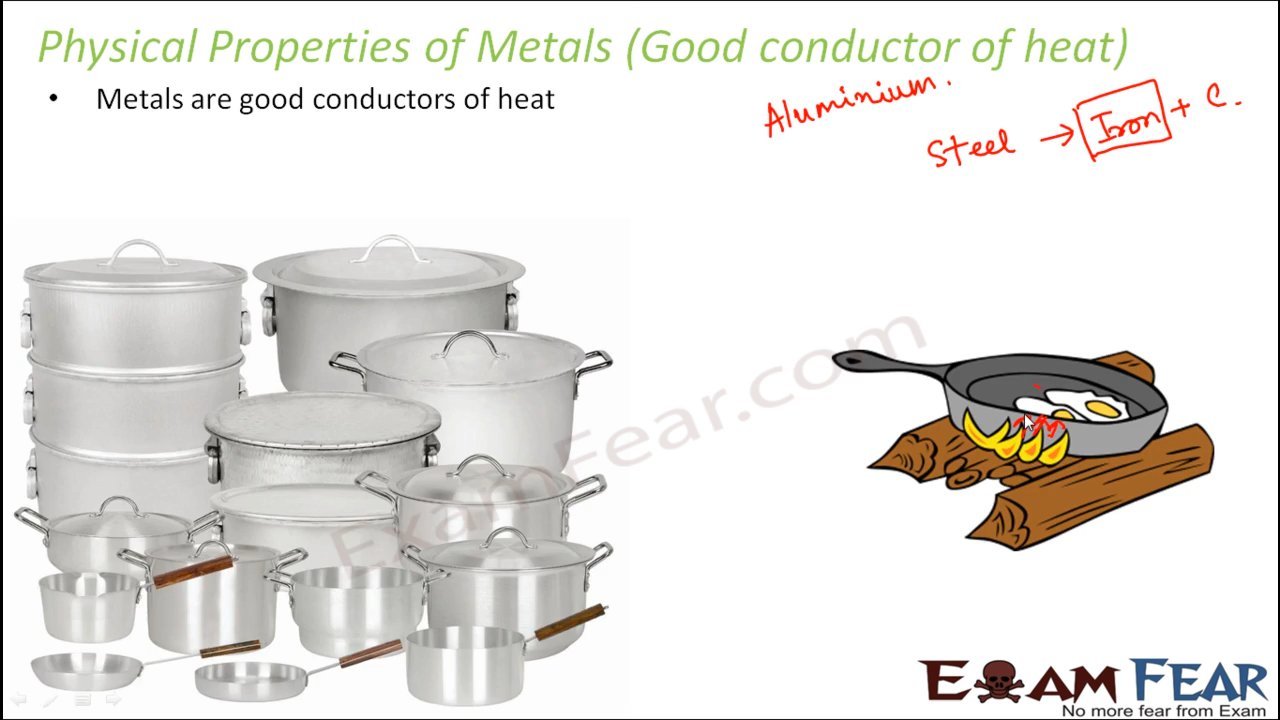 Physical Properties of Metals (Good conductor of heat)
• Metals are good conductors of heat
Aluminium.
Steel → Iron + C.
ExamFear.com
EXAM FEAR
No more fear from Exam